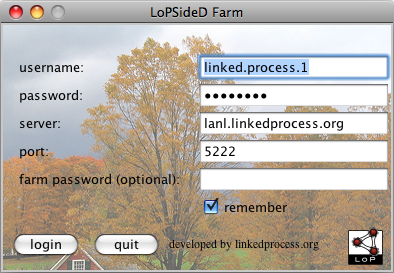 LoPSideD Farm
username: linked.process.1
password: ••••••••
server: lanl.linkedprocess.org
port: 5222
farm password (optional):
remember
login quit developed by linkedprocess.org
LoP